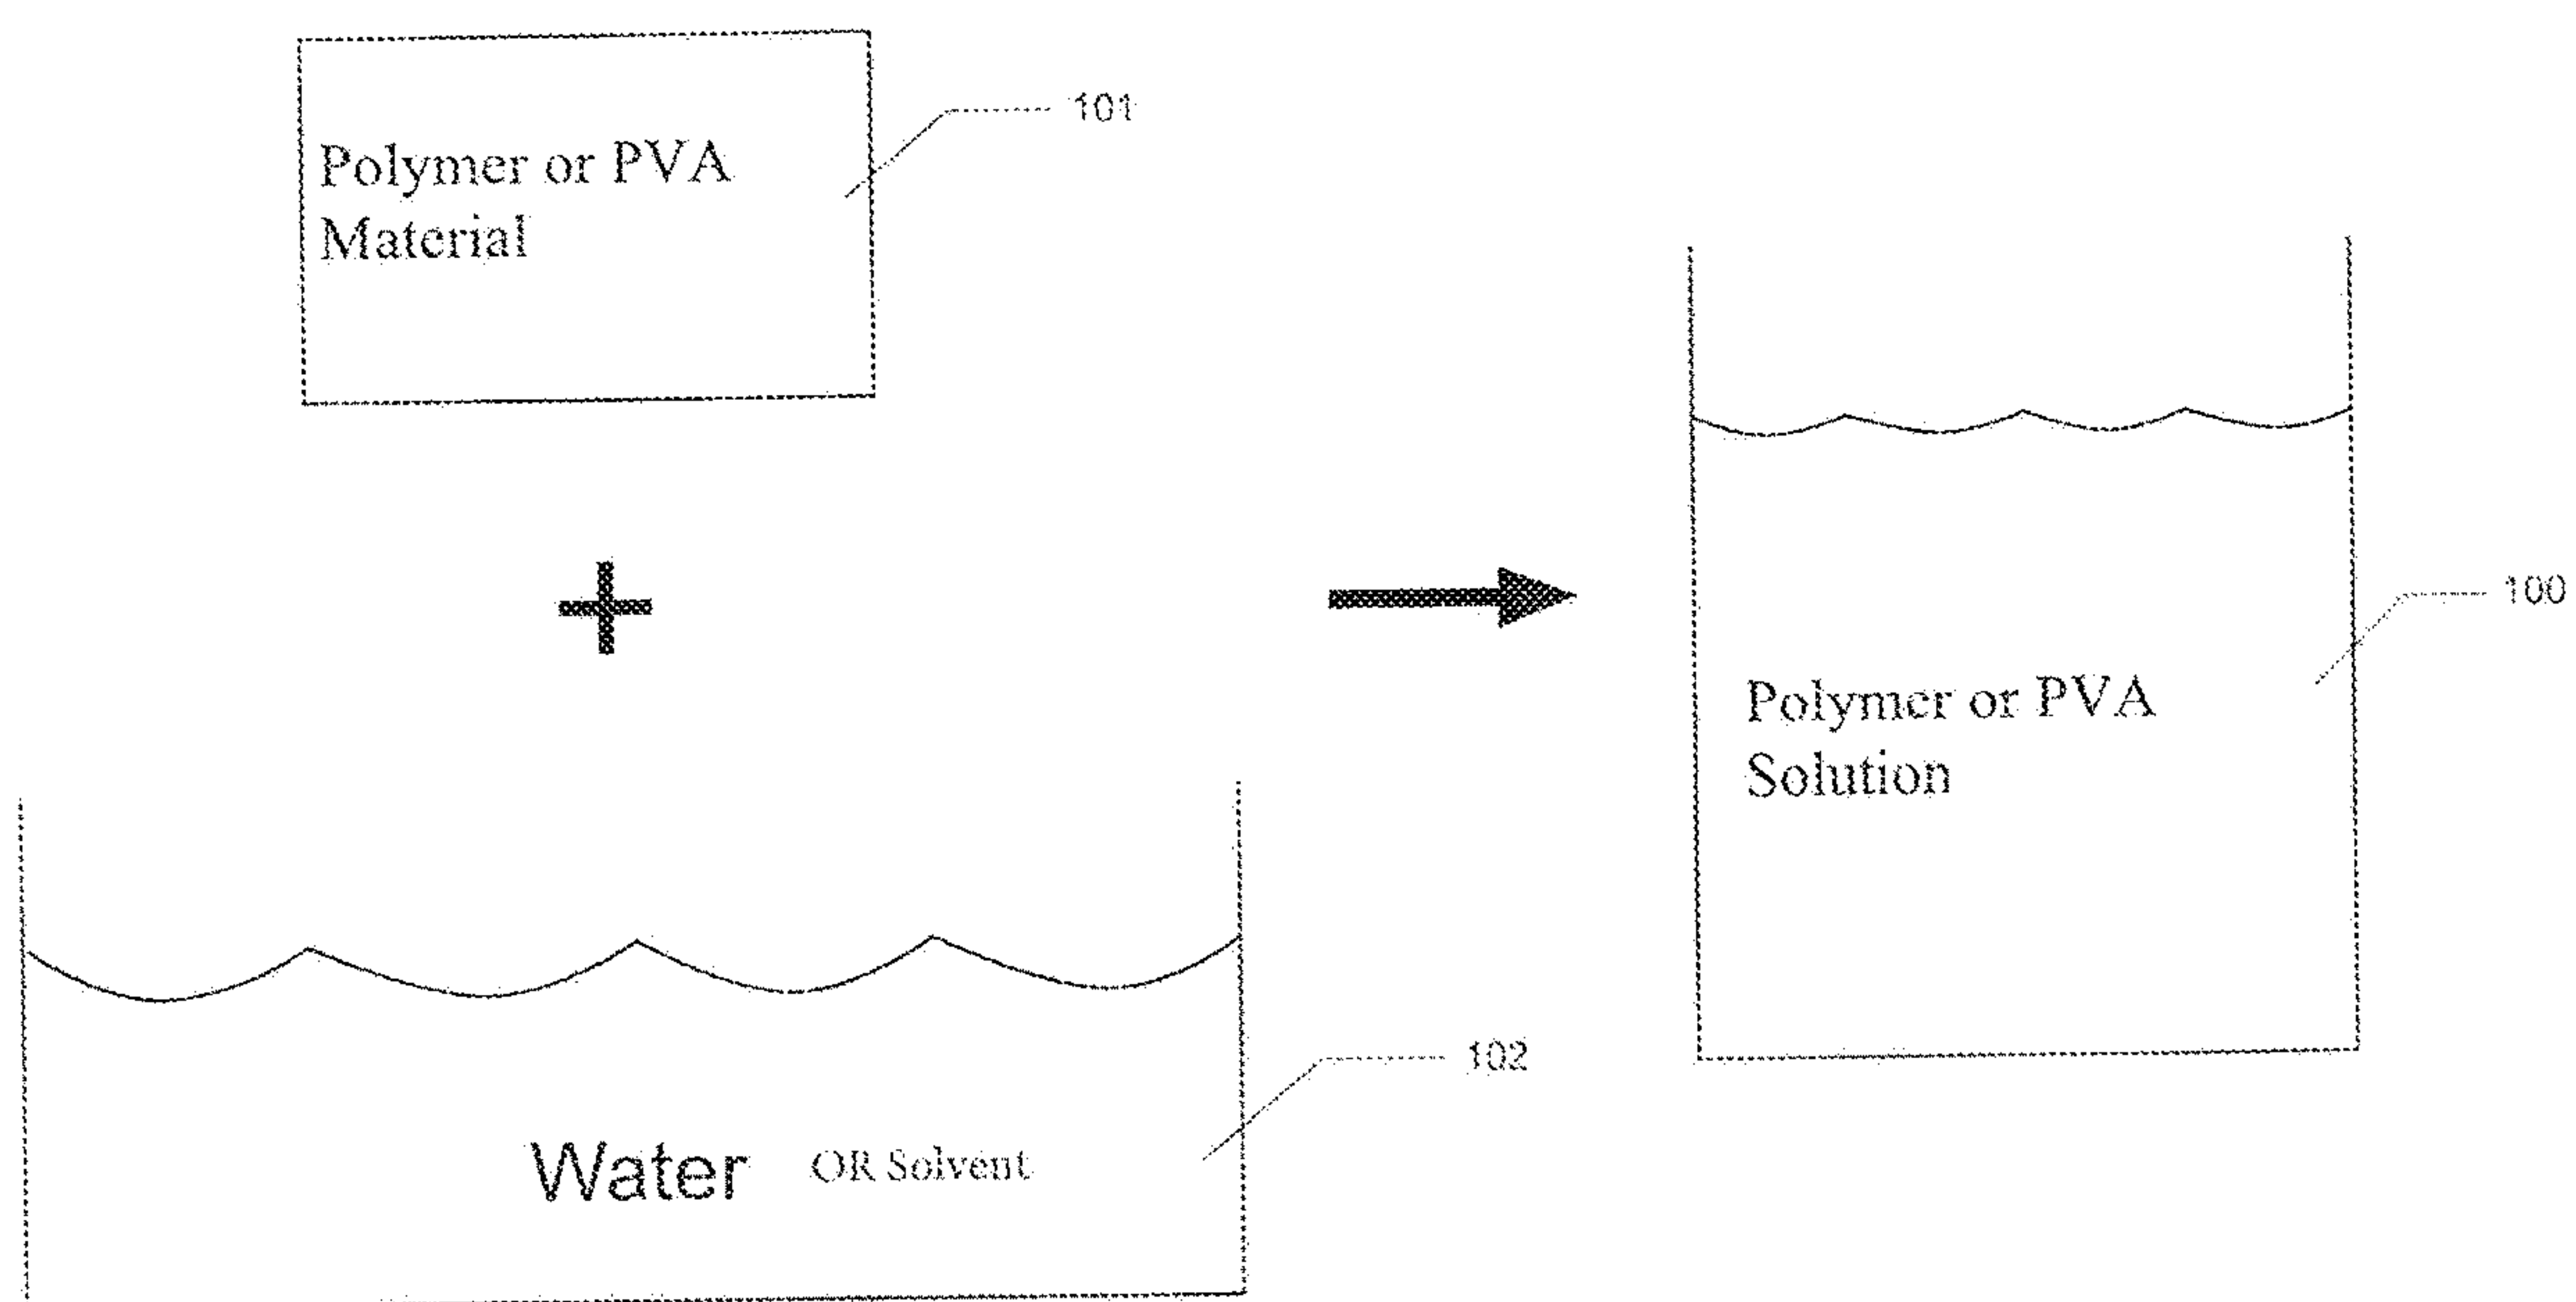 101
Polymer or PVA
Material
+
100
Polymer or PVA
Solution
102
Water OR Solvent